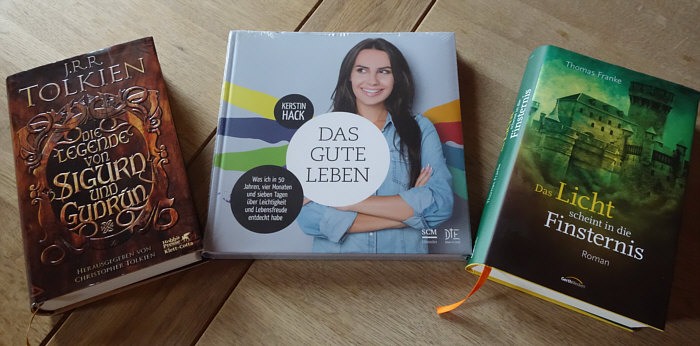 J.R.R.
TOLKIEN
DIE
LEGENDE
VON
SIGURD
UND
GUDRÚN
HERAUSGEGEBEN VON
CHRISTOPHER TOLKIEN
Hobbit
Presse
Klett-Cotta
KERSTIN
HACK
DAS
GUTE
LEBEN
Was ich in 50
Jahren, vier Monaten
und sieben Tagen
über Leichtigkeit
und Lebensfreude
entdeckt habe
SCM
Thomas Franke
Das Licht
scheint in die
Finsternis
Roman
GerthMedien